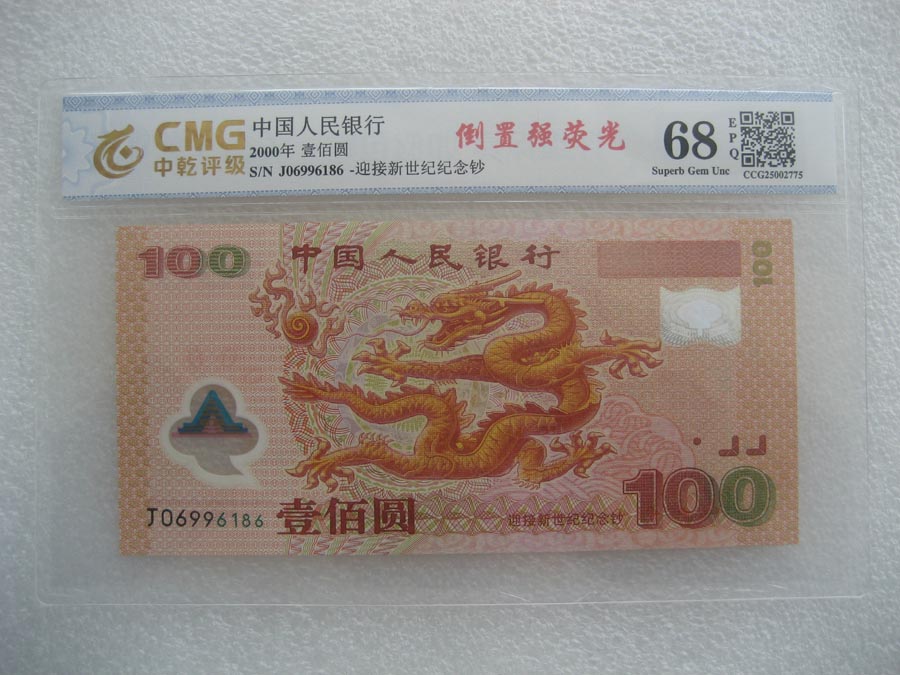 CMG
中乾评级
中国人民银行
2000年 壹佰圆
S/N J06996186 -迎接新世纪纪念钞
倒置强荧光
68
EPQ
Superb Gem Unc
CCG25002775
100
中国人民银行
100
J06996186
壹佰圆
迎接新世纪纪念钞
100